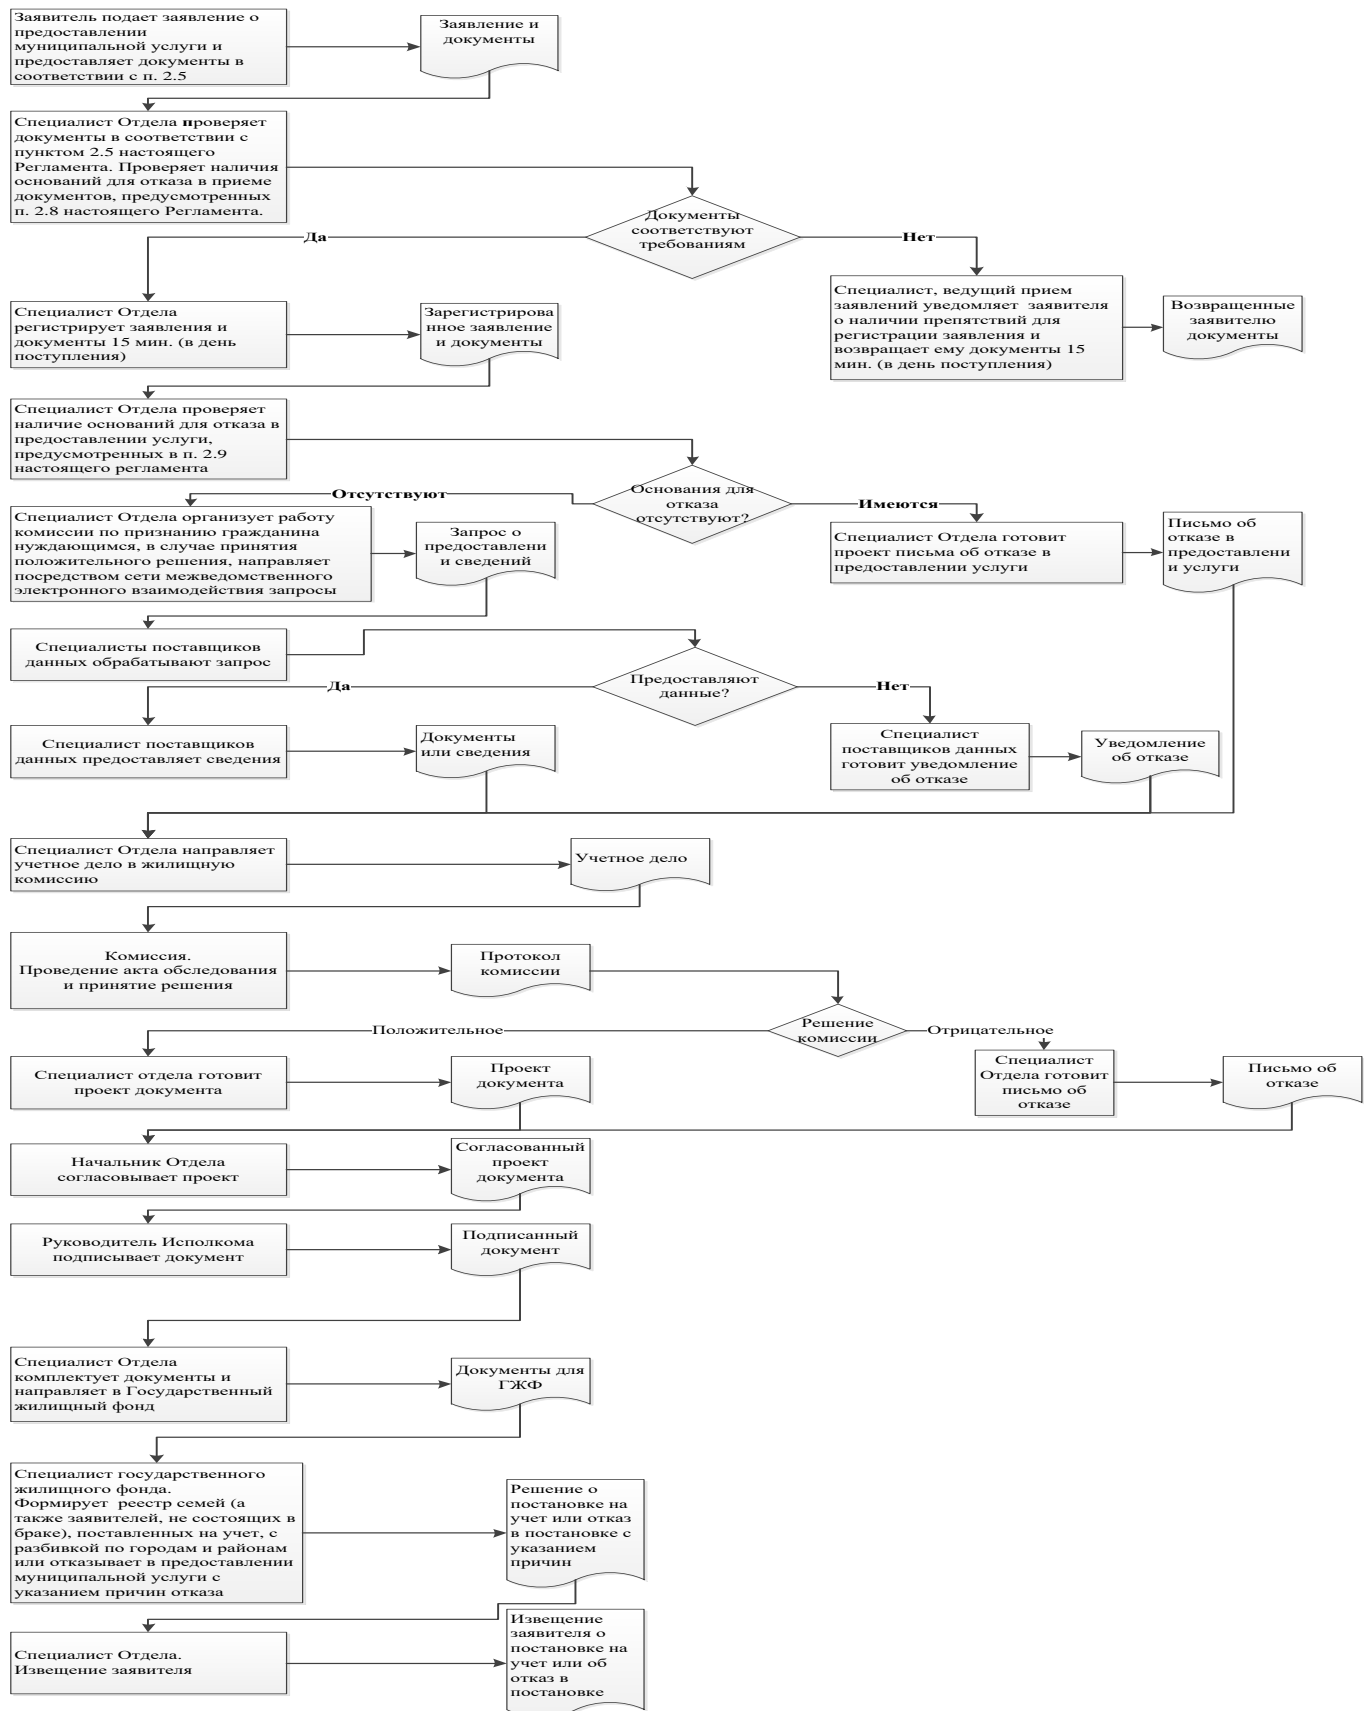 Заявитель подает заявление о
предоставлении
муниципальной услуги и
предоставляет документы в
соответствии с п. 2.5
Заявление и
документы
Специалист Отдела проверяет
документы в соответствии с
пунктом 2.5 настоящего
Регламента. Проверяет наличия
оснований для отказа в приеме
документов, предусмотренных
п. 2.8 настоящего Регламента.
Документы
соответствуют
требованиям
Да
Нет
Специалист Отдела
регистрирует заявления и
документы 15 мин. (в день
поступления)
Зарегистрирова
нное заявление
и документы
Специалист, ведущий прием
заявлений уведомляет заявителя
о наличии препятствий для
регистрации заявления и
возвращает ему документы 15
мин. (в день поступления)
Возвращенные
заявителю
документы
Специалист Отдела проверяет
наличие оснований для отказа в
предоставлении услуги,
предусмотренных в п. 2.9
настоящего регламента
Основания для
отказа
отсутствуют?
Отсутствуют
Имеются
Специалист Отдела организует работу
комиссии по признанию гражданина
нуждающимся, в случае принятия
положительного решения, направляет
посредством сети межведомственного
электронного взаимодействия запросы
Запрос о
предоставлени
и сведений
Специалист Отдела готовит
проект письма об отказе в
предоставлении услуги
Письмо об
отказе в
предоставлени
и услуги
Специалисты поставщиков
данных обрабатывают запрос
Предоставляют
данные?
Да
Нет
Специалист поставщиков
данных предоставляет сведения
Документы
или сведения
Специалист
поставщиков данных
готовит уведомление
об отказе
Уведомление
об отказе
Специалист Отдела направляет
учетное дело в жилищную
комиссию
Учетное дело
Комиссия.
Проведение акта обследования
и принятие решения
Протокол
комиссии
Решение
комиссии
Положительное
Отрицательное
Специалист отдела готовит
проект документа
Проект
документа
Специалист
Отдела готовит
письмо об
отказе
Письмо об
отказе
Начальник Отдела
согласовывает проект
Согласованный
проект
документа
Руководитель Исполкома
подписывает документ
Подписанный
документ
Специалист Отдела
комплектует документы и
направляет в Государственный
жилищный фонд
Документы для
ГЖФ
Специалист государственного
жилищного фонда.
Формирует реестр семей (а
также заявителей, не состоящих в
браке), поставленных на учет, с
разбивкой по городам и районам
или отказывает в предоставлении
муниципальной услуги с
указанием причин отказа
Решение о
постановке на
учет или отказ
в постановке с
указанием
причин
Специалист Отдела.
Извещение заявителя
Извещение
заявителя о
постановке на
учет или об
отказ в
постановке